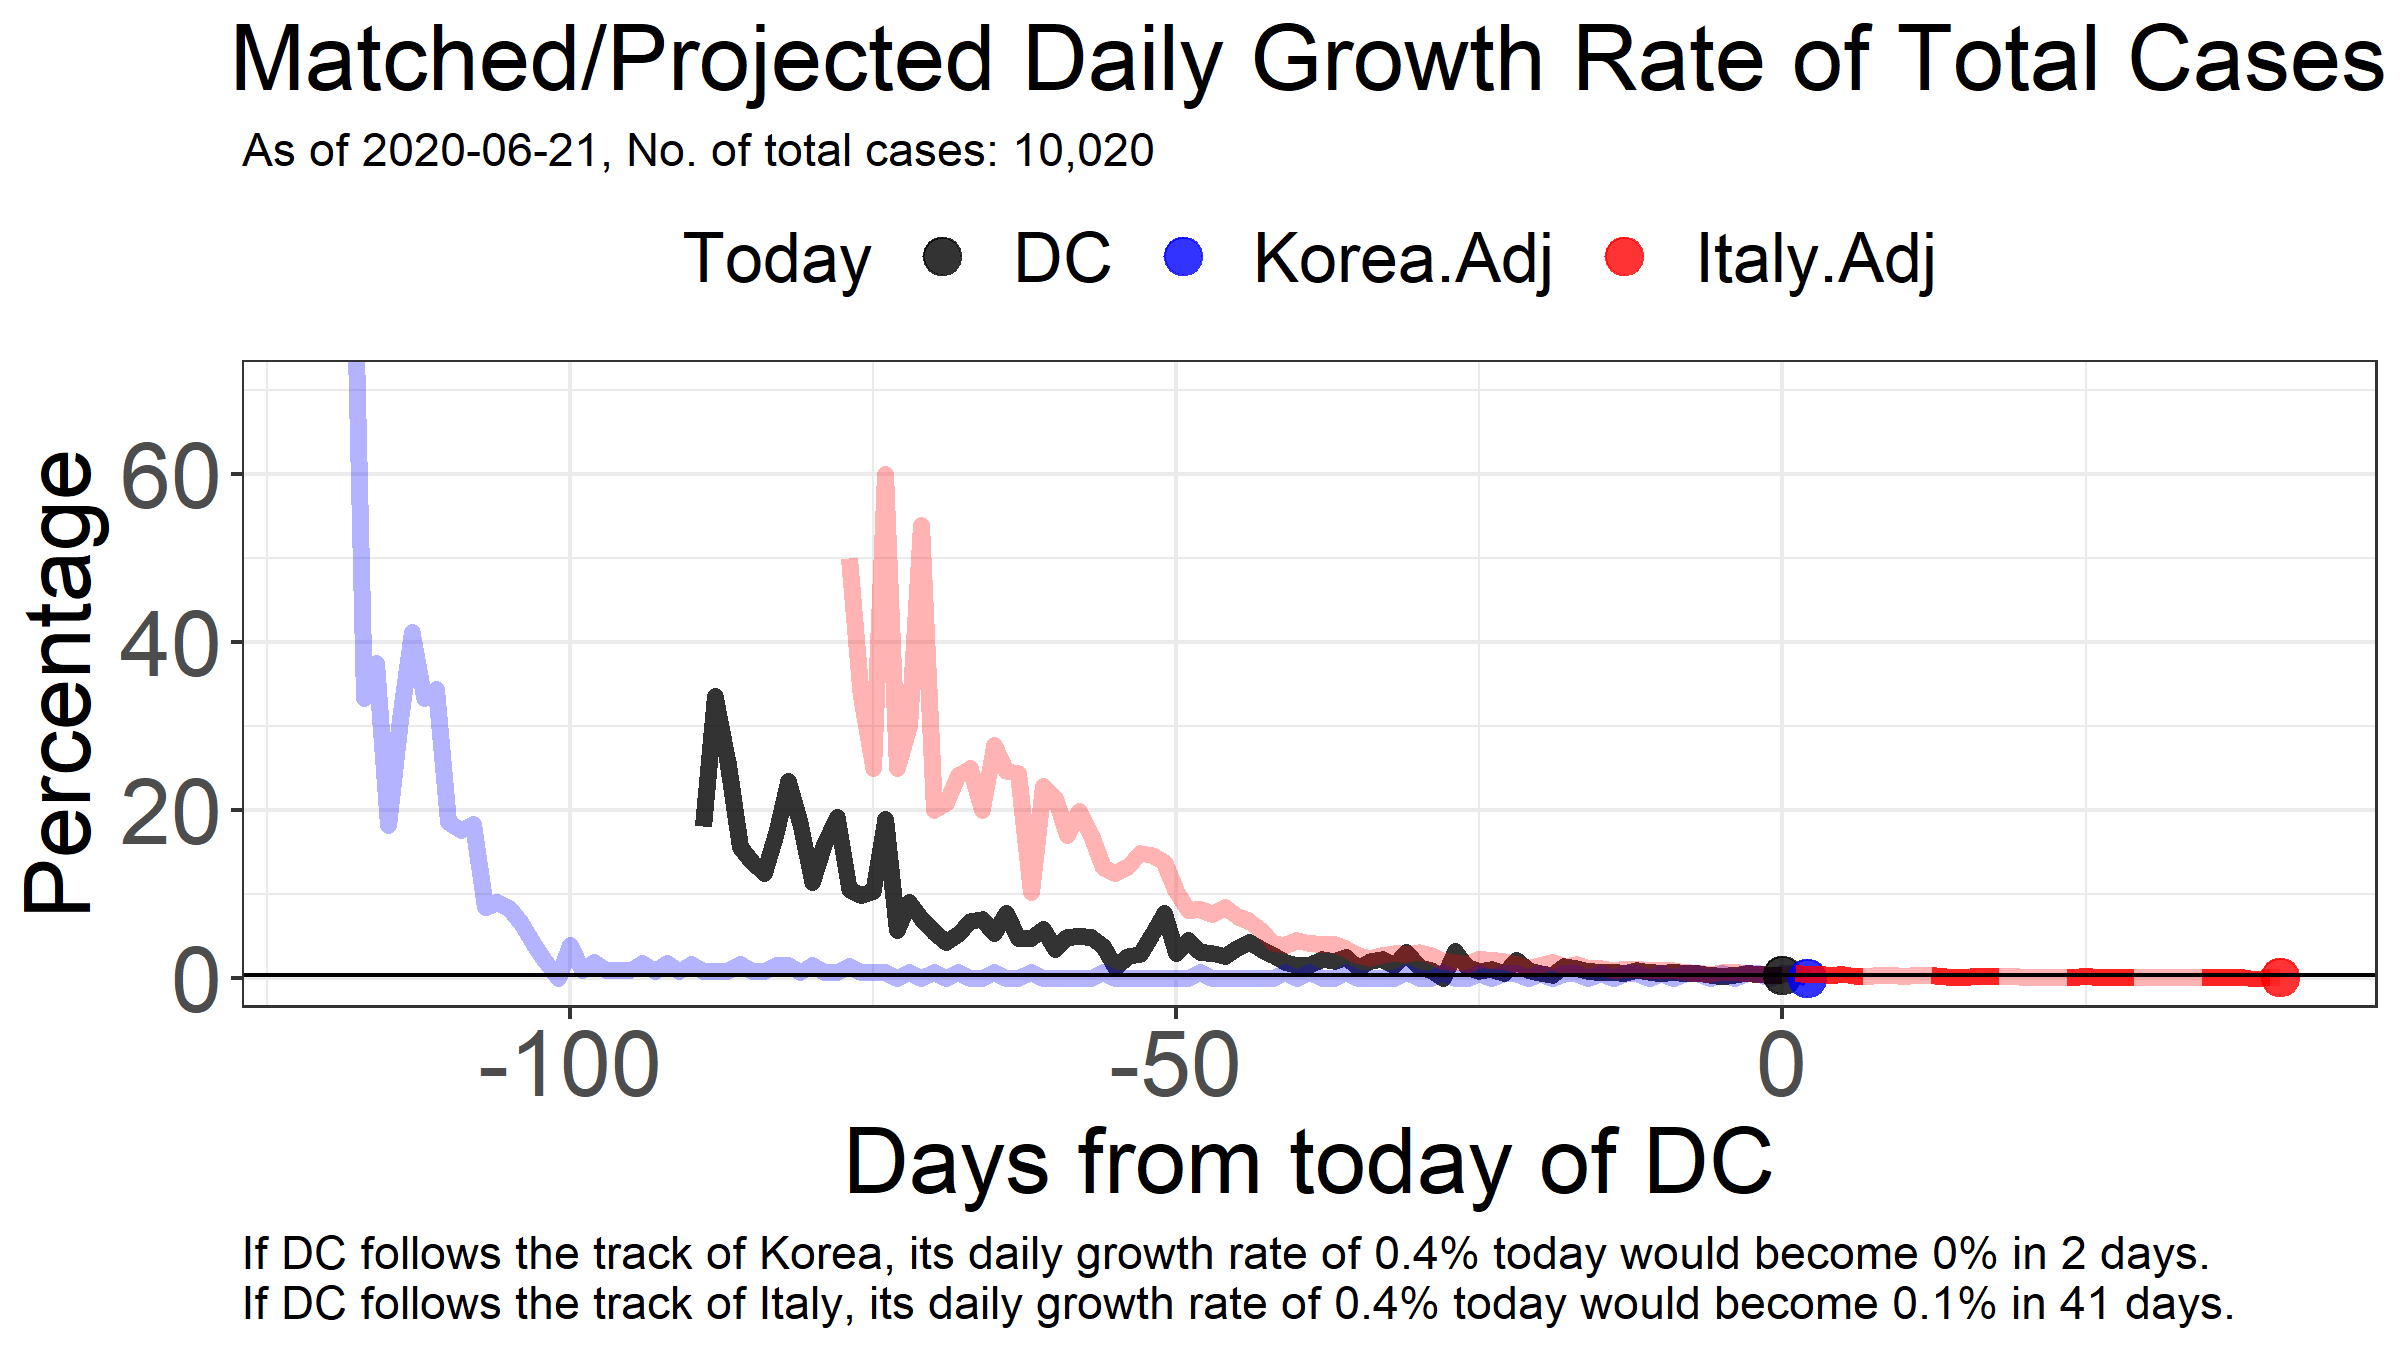 Matched/Projected Daily Growth Rate of Total Cases
As of 2020-06-21, No. of total cases: 10,020
Today DC Korea.Adj Italy.Adj
Percentage
60
40
20
0
-100 -50 0
Days from today of DC
If DC follows the track of Korea, its daily growth rate of 0.4% today would become 0% in 2 days.
If DC follows the track of Italy, its daily growth rate of 0.4% today would become 0.1% in 41 days.